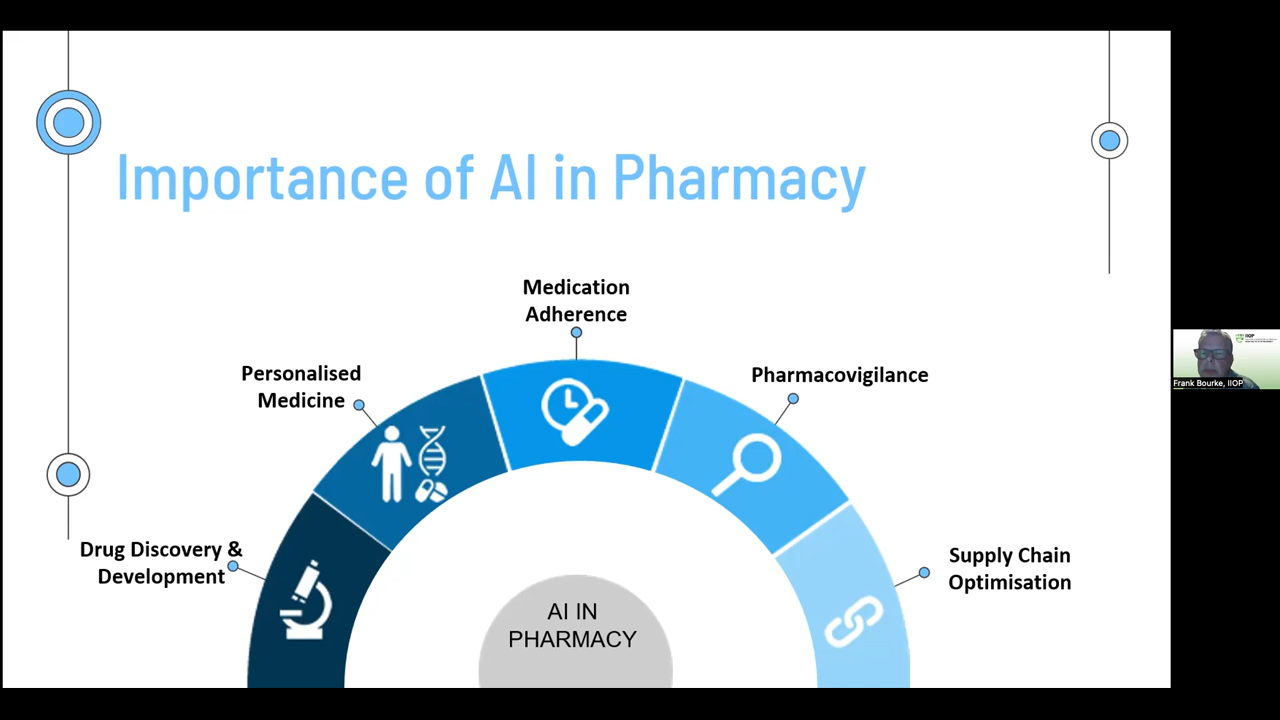 Importance of AI in Pharmacy
Medication
Adherence
Personalised
Medicine
Pharmacovigilance
Drug Discovery &
Development
Supply Chain
Optimisation
AI IN
PHARMACY
IIOP
Frank Bourke, IIOP